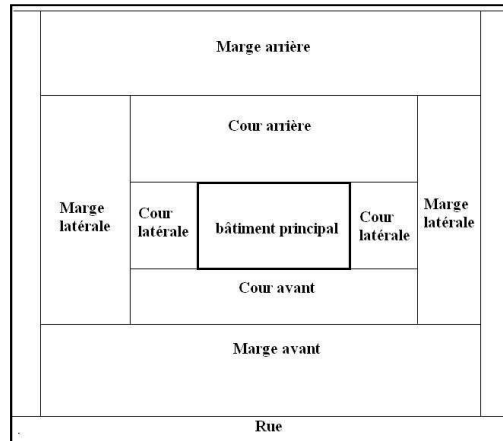 Marge arrière
Cour arrière
Marge
latérale
Cour
latérale
bâtiment principal
Cour
latérale
Marge
latérale
Cour avant
Marge avant
Rue